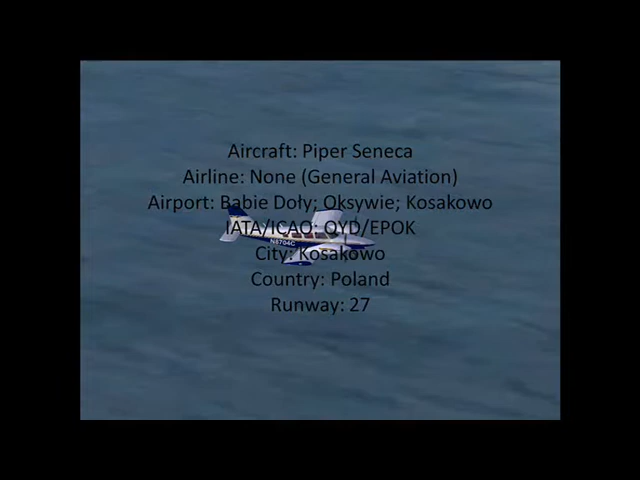 Aircraft: Piper Seneca
Airline: None (General Aviation)
Airport: Babie Doły; Oksywie; Kosakowo
IATA/ICAO: QYD/EPOK
City: Kosakowo
Country: Poland
Runway: 27
N8704C